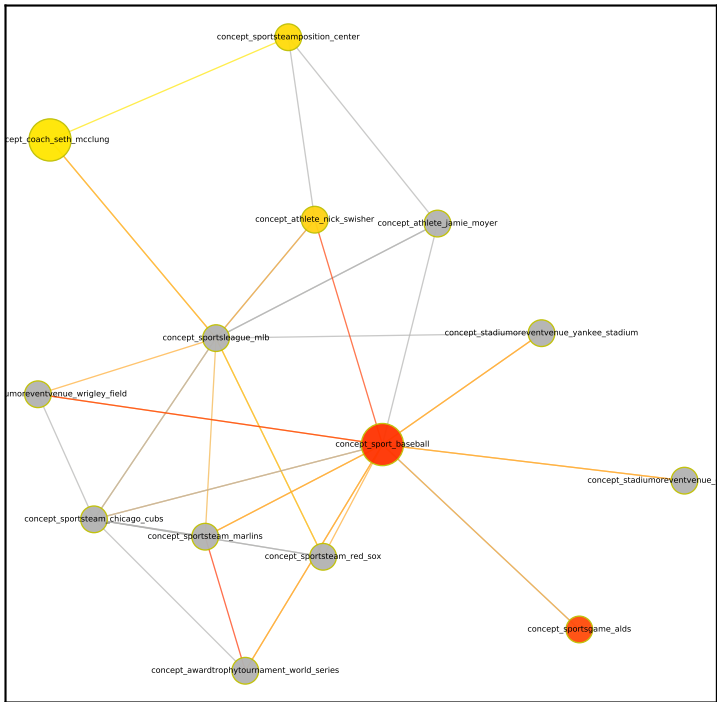 concept_sportsteamposition_center
cept_coach_seth_mcclung
concept_athlete_nick_swisher
concept_athlete_jamie_moyer
concept_stadiumoreventvenue_yankee_stadium
concept_sportsleague_mlb
umoreventvenue_wrigley_field
concept_sport_baseball
concept_stadiumoreventvenue_
concept_sportsteam_chicago_cubs
concept_sportsteam_marlins
concept_sportsteam_red_sox
concept_sportsgame_alds
concept_awardtrophytournament_world_series